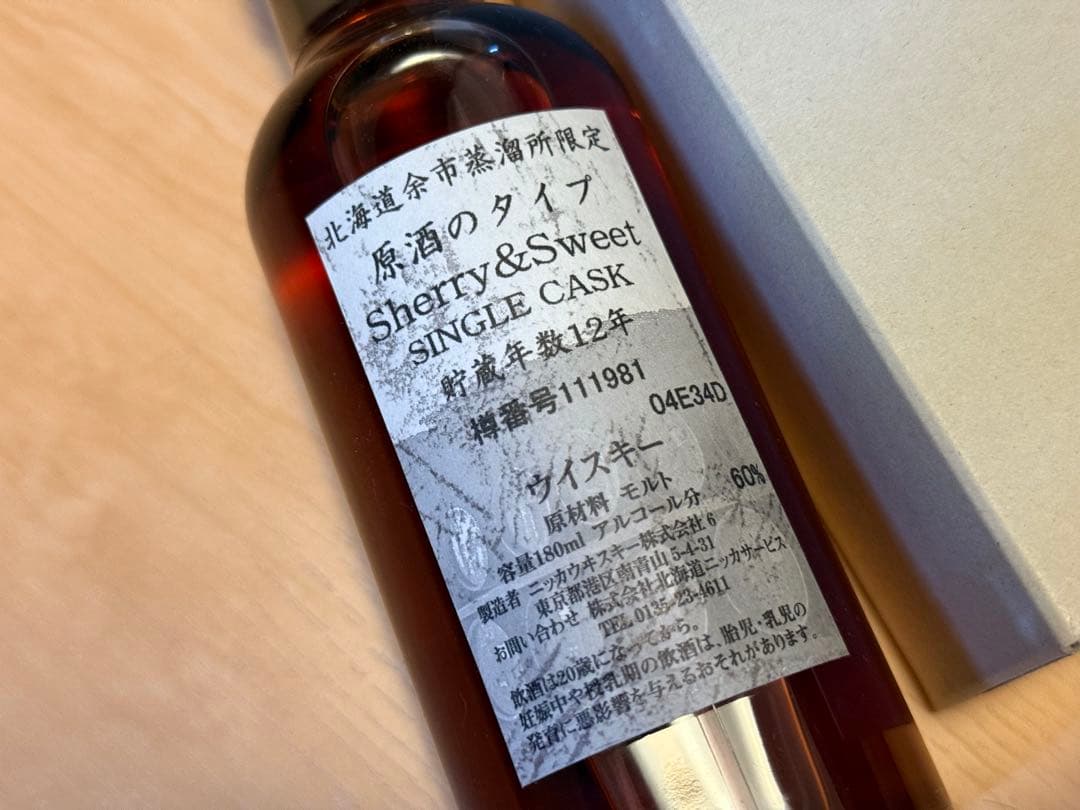 北海道余市蒸溜所限定
原酒のタイプ
Sherry&Sweet
SINGLE CASK
貯蔵年数12年
樽番号111981
04E34D
ウイスキー
原材料 モルト
容量180ml アルコール分 60%
製造者 ニッカウヰスキー株式会社 6
東京都港区南青山 5-4-31
お問い合わせ 株式会社北海道ニッカサービス
TEL 0135-23-4611
飲酒は20歳になってから。
妊娠中や授乳期の飲酒は、胎児・乳児の
発育に悪影響を与えるおそれがあります。